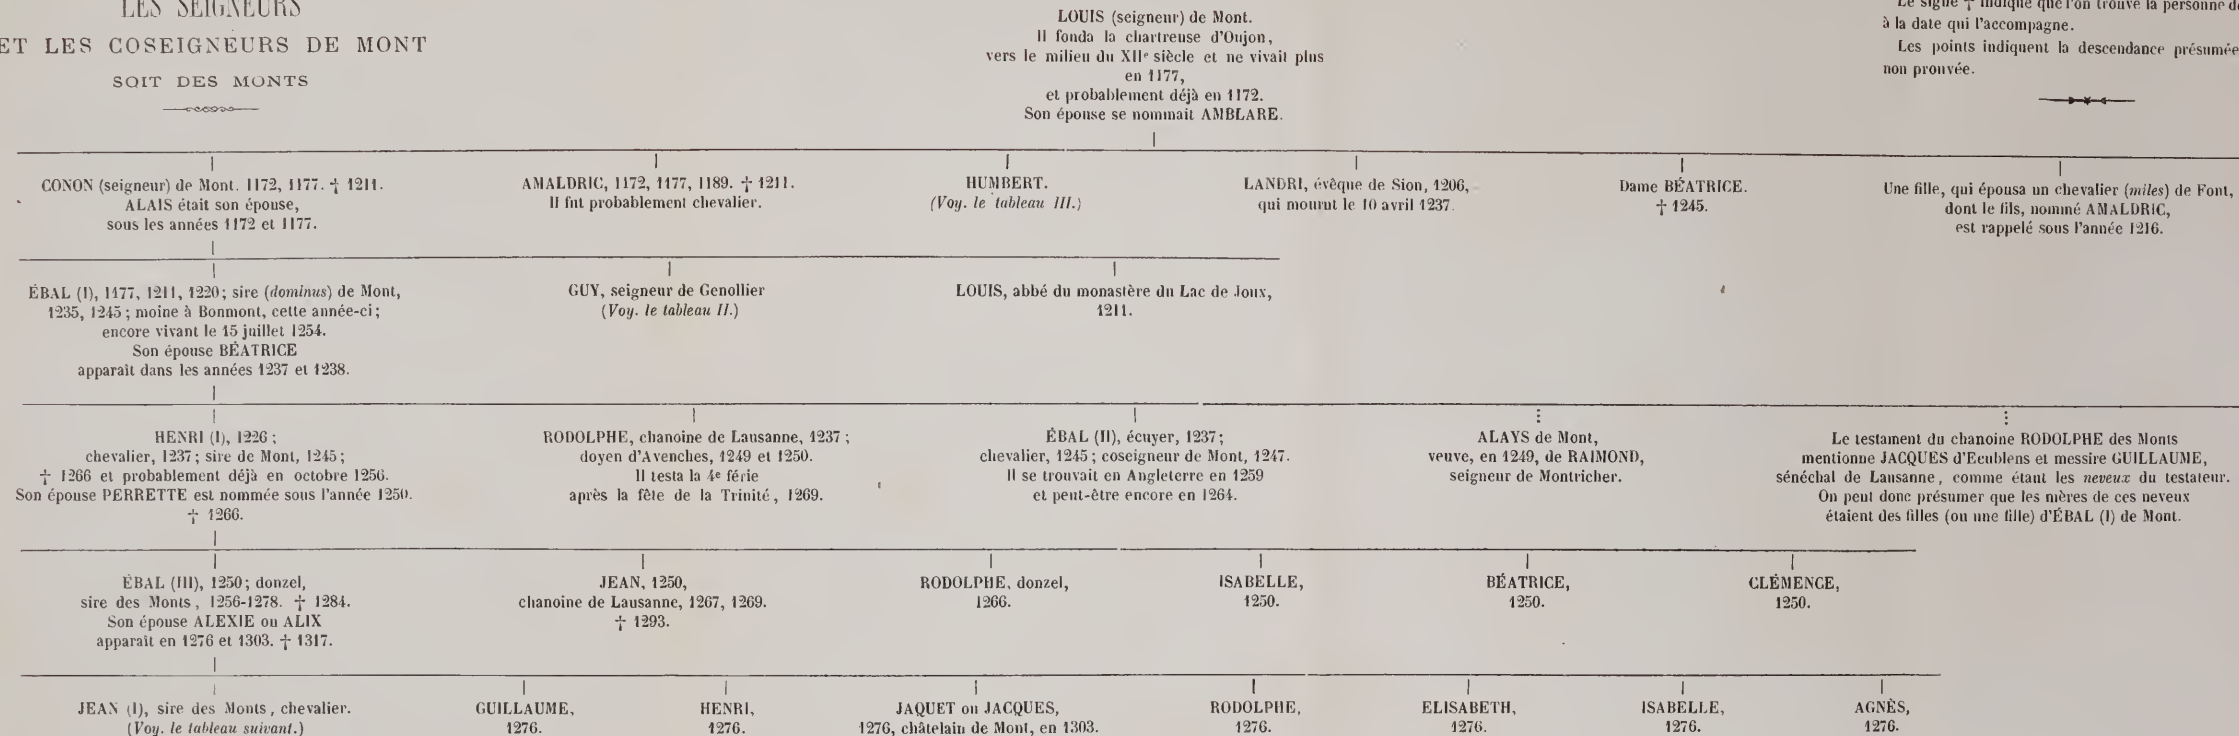 LES SEIGNEURS
ET LES COSEIGNEURS DE MONT
SOIT DES MONTS
LOUIS (seigneur) de Mont.
Il fonda la chartreuse d'Oujon,
vers le milieu du XIIe siècle et ne vivait plus
en 1177,
et probablement déjà en 1172.
Son épouse se nommait AMBLARE.
Le signe † indique que l'on trouve la personne
à la date qui l'accompagne.
Les points indiquent la descendance présumée
non prouvée.
CONON (seigneur) de Mont. 1172, 1177. † 1211.
ALAIS était son épouse,
sous les années 1172 et 1177.
AMALDRIC, 1172, 1177, 1189. † 1211.
Il fut probablement chevalier.
HUMBERT.
(Voy. le tableau III.)
LANDRI, évêque de Sion, 1206,
qui mourut le 10 avril 1237.
Dame BÉATRICE.
† 1245.
Une fille, qui épousa un chevalier (miles) de Font,
dont le fils, nommé AMALDRIC,
est rappelé sous l'année 1216.
ÉBAL (I), 1177, 1211, 1220; sire (dominus) de Mont,
1235, 1245; moine à Bonmont, cette année-ci;
encore vivant le 15 juillet 1254.
Son épouse BÉATRICE
apparaît dans les années 1237 et 1238.
GUY, seigneur de Genollier
(Voy. le tableau II.)
LOUIS, abbé du monastère du Lac de Joux,
1211.
HENRI (I), 1226;
chevalier, 1237; sire de Mont, 1245;
† 1266 et probablement déjà en octobre 1256.
Son épouse PERRETTE est nommée sous l'année 1250.
† 1266.
RODOLPHE, chanoine de Lausanne, 1237;
doyen d'Avenches, 1249 et 1250.
Il testa la 4e férie
après la fête de la Trinité, 1269.
ÉBAL (II), écuyer, 1237;
chevalier, 1245; coseigneur de Mont, 1247.
Il se trouvait en Angleterre en 1259
et peut-être encore en 1264.
ALAYS de Mont,
veuve, en 1249, de RAIMOND,
seigneur de Montricher.
Le testament du chanoine RODOLPHE des Monts
mentionne JACQUES d'Ecublens et messire GUILLAUME,
sénéchal de Lausanne, comme étant les neveux du testateur.
On peut donc présumer que les mères de ces neveux
étaient des filles (ou une fille) d'ÉBAL (I) de Mont.
ÉBAL (III), 1250; donzel,
sire des Monts, 1256-1278. † 1284.
Son épouse ALEXIE ou ALIX
apparaît en 1276 et 1303. † 1317.
JEAN, 1250,
chanoine de Lausanne, 1267, 1269.
† 1293.
RODOLPHE, donzel,
1266.
ISABELLE,
1250.
BÉATRICE,
1250.
CLÉMENCE,
1250.
JEAN (I), sire des Monts, chevalier.
(Voy. le tableau suivant.)
GUILLAUME,
1276.
HENRI,
1276.
JAQUET ou JACQUES,
1276, châtelain de Mont, en 1303.
RODOLPHE,
1276.
ELISABETH,
1276.
ISABELLE,
1276.
AGNÈS,
1276.